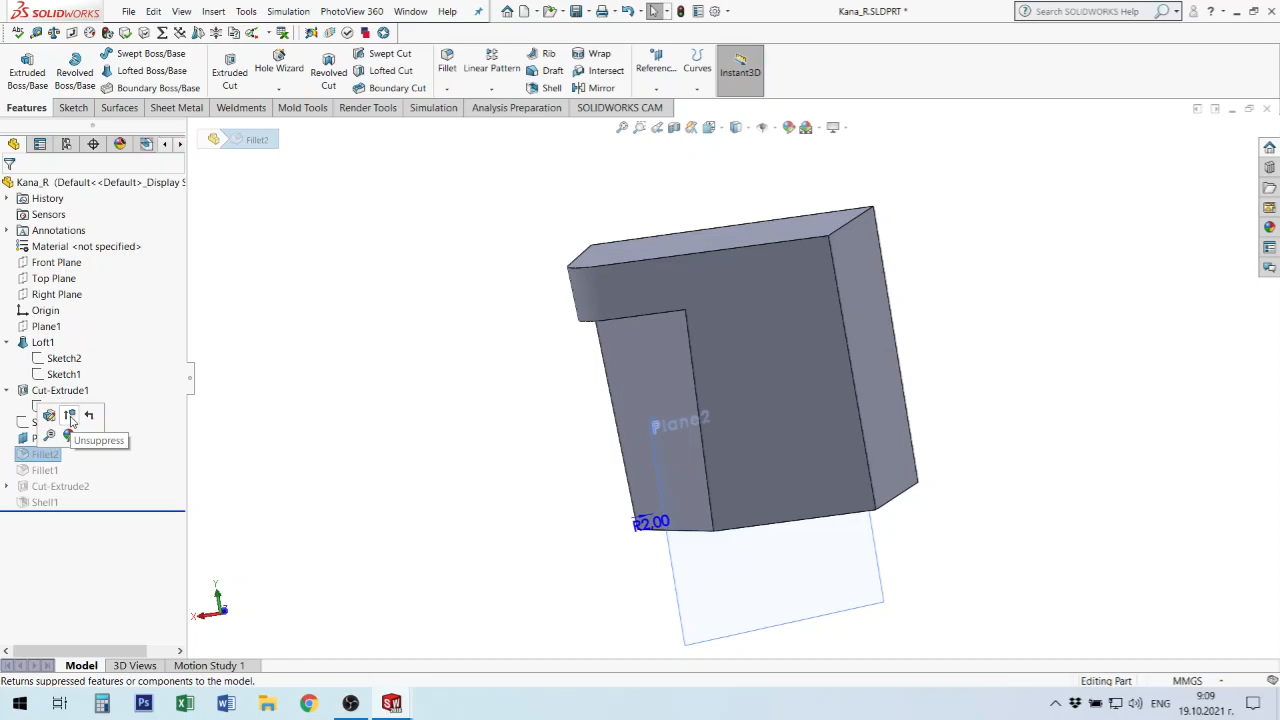 SOLIDWORKS
File
Edit
View
Insert
Tools
Simulation
PhotoView 360
Window
Help
Kana_R.SLDPRT *
Search SOLIDWORKS Help
Extruded Boss/Base
Revolved Boss/Base
Swept Boss/Base
Lofted Boss/Base
Boundary Boss/Base
Extruded Cut
Hole Wizard
Revolved Cut
Swept Cut
Lofted Cut
Boundary Cut
Fillet
Linear Pattern
Rib
Draft
Shell
Wrap
Intersect
Mirror
Referenc...
Curves
Instant3D
Features
Sketch
Surfaces
Sheet Metal
Weldments
Mold Tools
Render Tools
Simulation
Analysis Preparation
SOLIDWORKS CAM
Fillet2
Kana_R (Default<<Default>_Display S
History
Sensors
Annotations
Material <not specified>
Front Plane
Top Plane
Right Plane
Origin
Plane1
Loft1
Sketch2
Sketch1
Cut-Extrude1
Unsuppress
Fillet2
Fillet1
Cut-Extrude2
Shell1
Plane2
R2.00
Y
X
Z
Model
3D Views
Motion Study 1
Returns suppressed features or components to the model.
Editing Part
MMGS
ENG
9:09
19.10.2021 г.